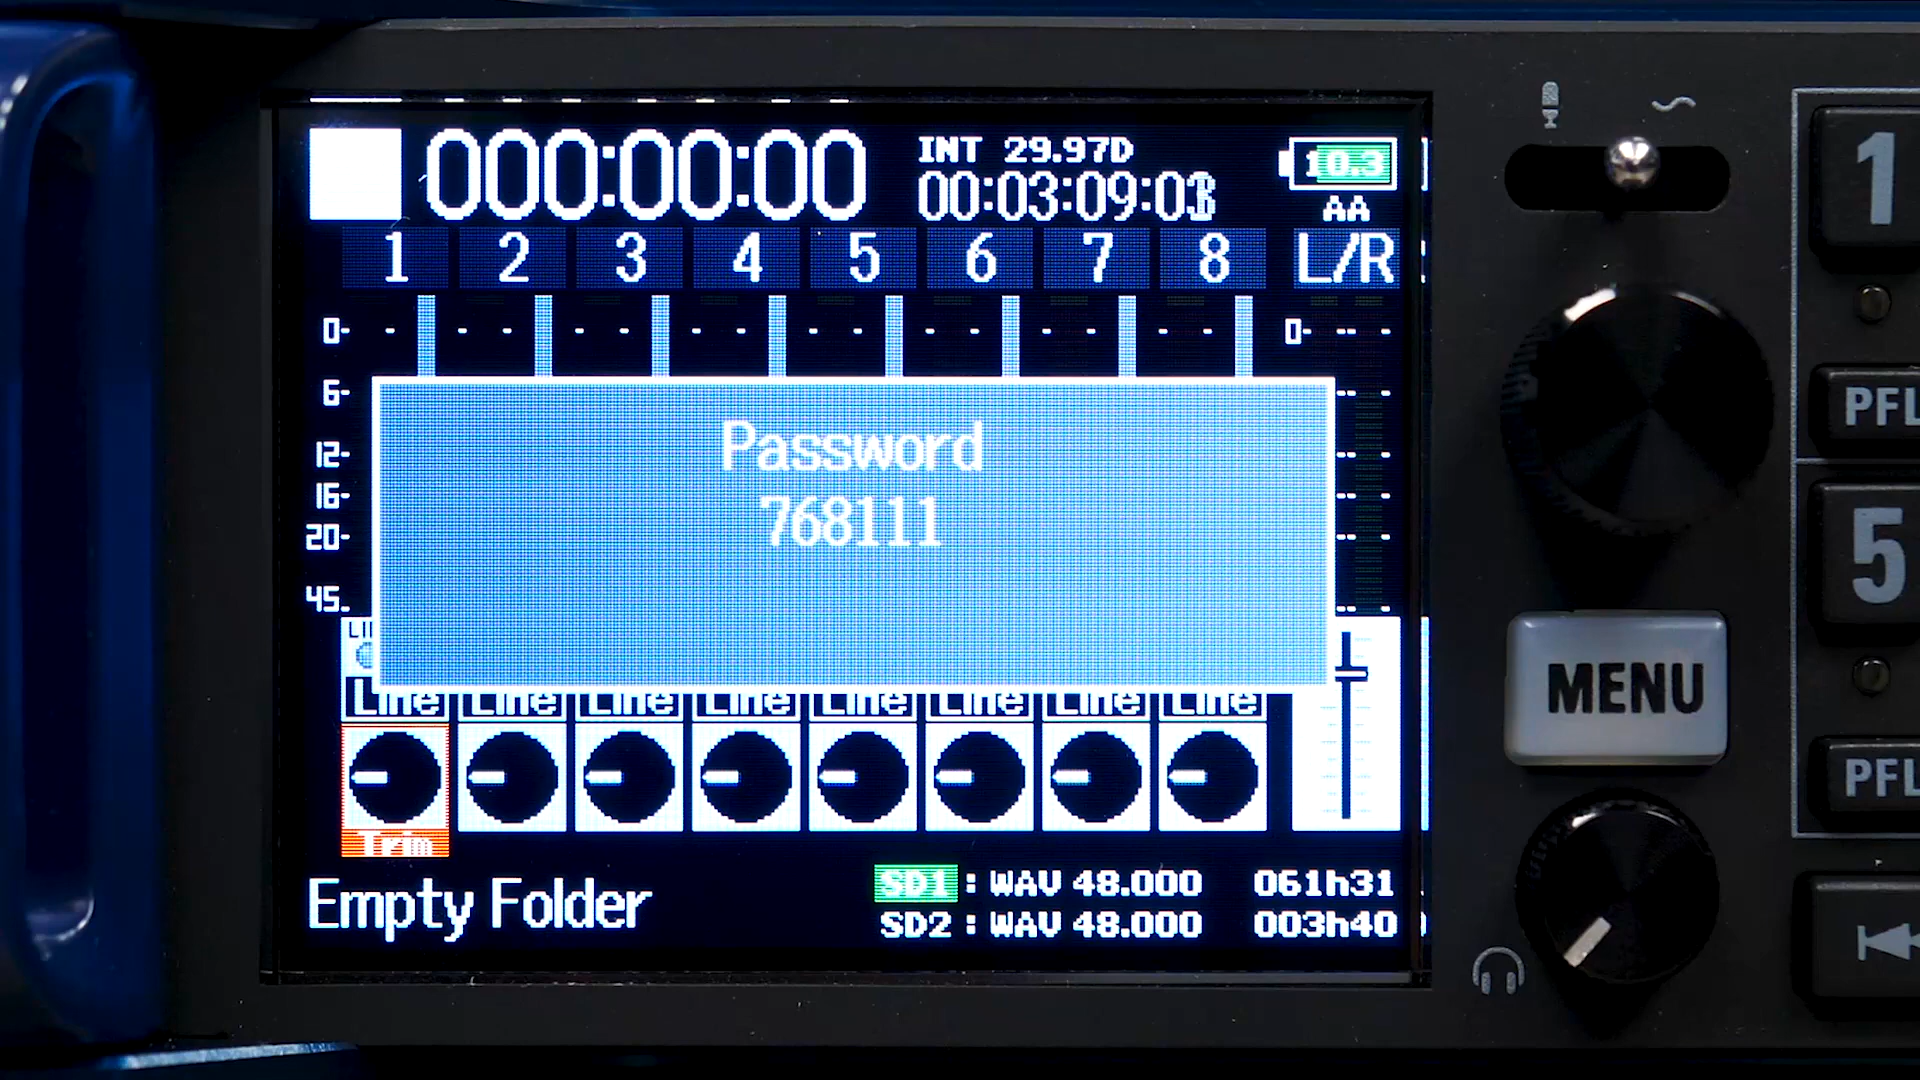 000:00:00
INT 29.97D
00:03:09:03
10.3
AA
1 2 3 4 5 6 7 8 L/R
0- 0-
6-
12-
16-
20-
45.
Password
768111
Line Line Line Line Line Line Line Line
Trim
Empty Folder
SD1 : WAV 48.000 061h31
SD2 : WAV 48.000 003h40
MENU
1
PFL
5
PFL